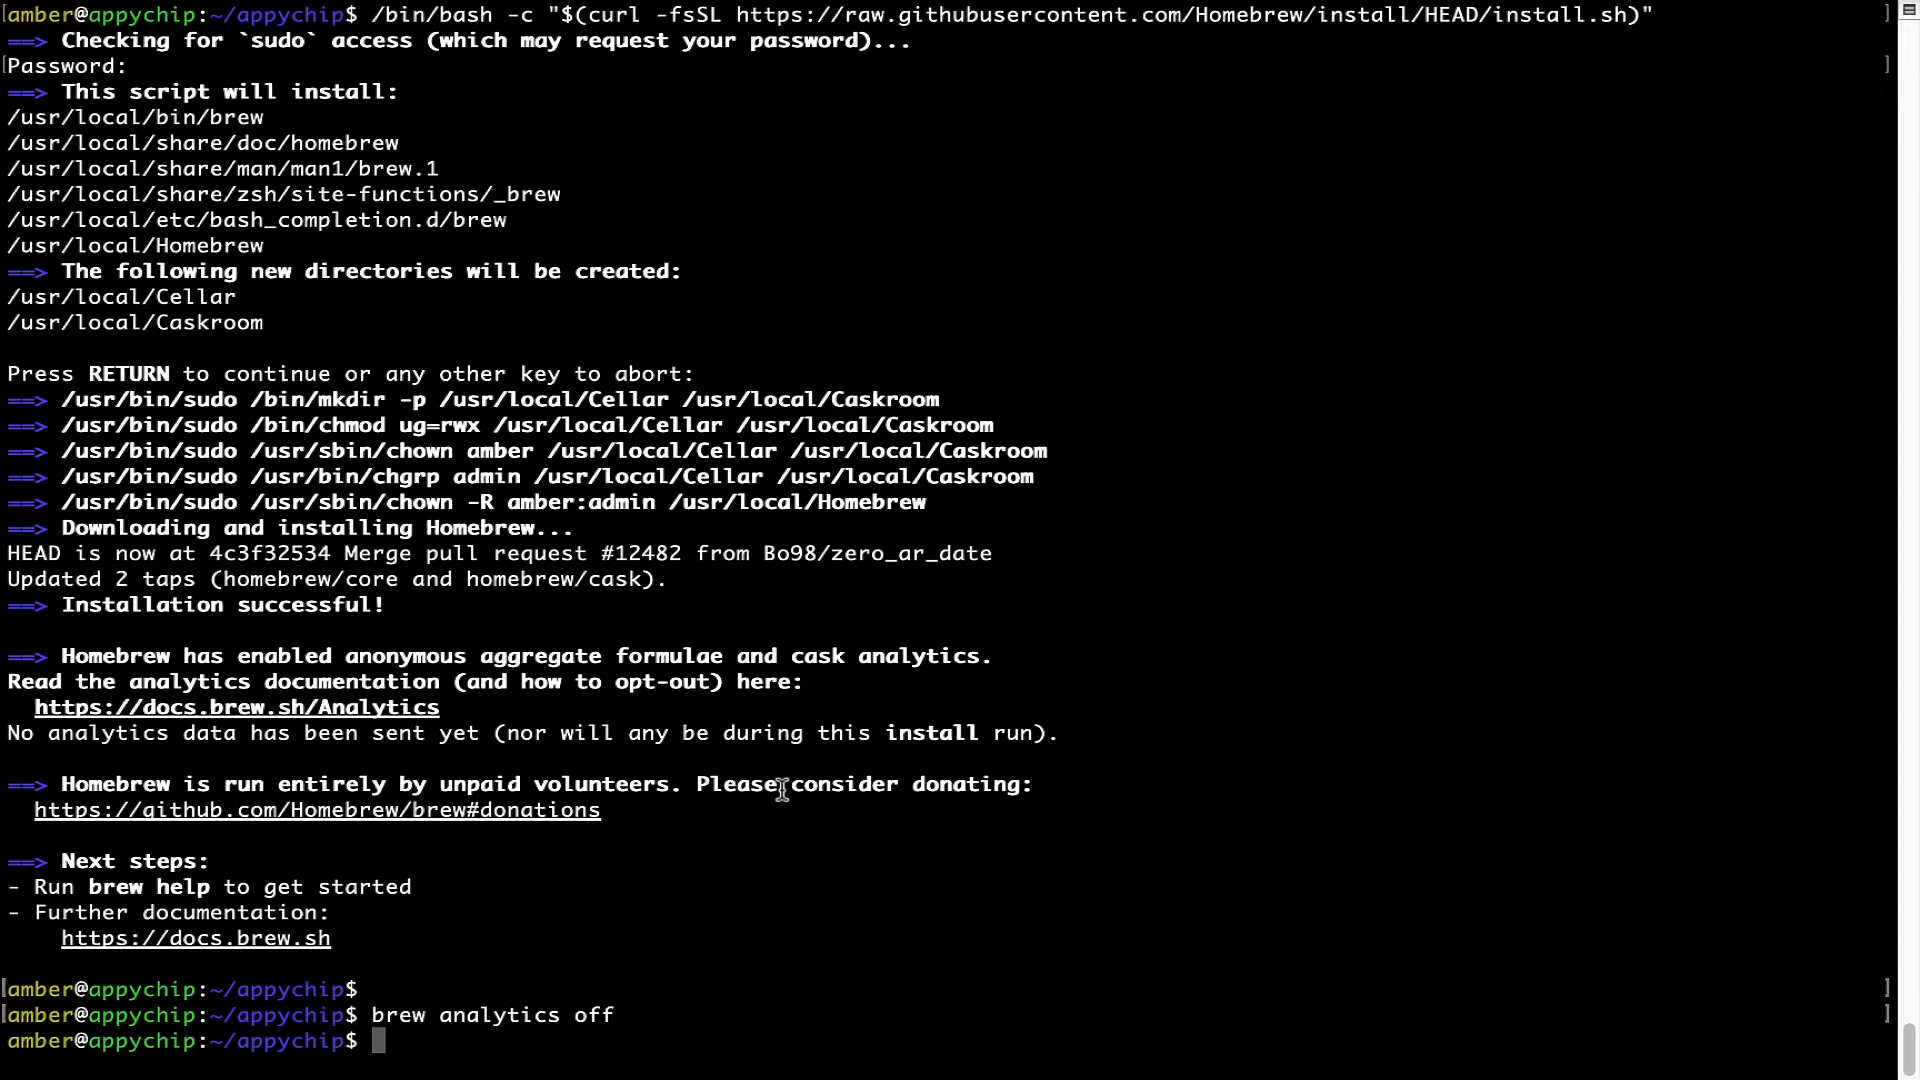 amber@appychip:~/appychip$ /bin/bash -c "$(curl -fsSL https://raw.githubusercontent.com/Homebrew/install/HEAD/install.sh)"
==> Checking for `sudo` access (which may request your password)...
Password:
==> This script will install:
/usr/local/bin/brew
/usr/local/share/doc/homebrew
/usr/local/share/man/man1/brew.1
/usr/local/share/zsh/site-functions/_brew
/usr/local/etc/bash_completion.d/brew
/usr/local/Homebrew
==> The following new directories will be created:
/usr/local/Cellar
/usr/local/Caskroom
Press RETURN to continue or any other key to abort:
==> /usr/bin/sudo /bin/mkdir -p /usr/local/Cellar /usr/local/Caskroom
==> /usr/bin/sudo /bin/chmod ug=rwx /usr/local/Cellar /usr/local/Caskroom
==> /usr/bin/sudo /usr/sbin/chown amber /usr/local/Cellar /usr/local/Caskroom
==> /usr/bin/sudo /usr/bin/chgrp admin /usr/local/Cellar /usr/local/Caskroom
==> /usr/bin/sudo /usr/sbin/chown -R amber:admin /usr/local/Homebrew
==> Downloading and installing Homebrew...
HEAD is now at 4c3f32534 Merge pull request #12482 from Bo98/zero_ar_date
Updated 2 taps (homebrew/core and homebrew/cask).
==> Installation successful!
==> Homebrew has enabled anonymous aggregate formulae and cask analytics.
Read the analytics documentation (and how to opt-out) here:
https://docs.brew.sh/Analytics
No analytics data has been sent yet (nor will any be during this install run).
==> Homebrew is run entirely by unpaid volunteers. Please consider donating:
https://github.com/Homebrew/brew#donations
==> Next steps:
- Run brew help to get started
- Further documentation:
https://docs.brew.sh
amber@appychip:~/appychip$
amber@appychip:~/appychip$ brew analytics off
amber@appychip:~/appychip$